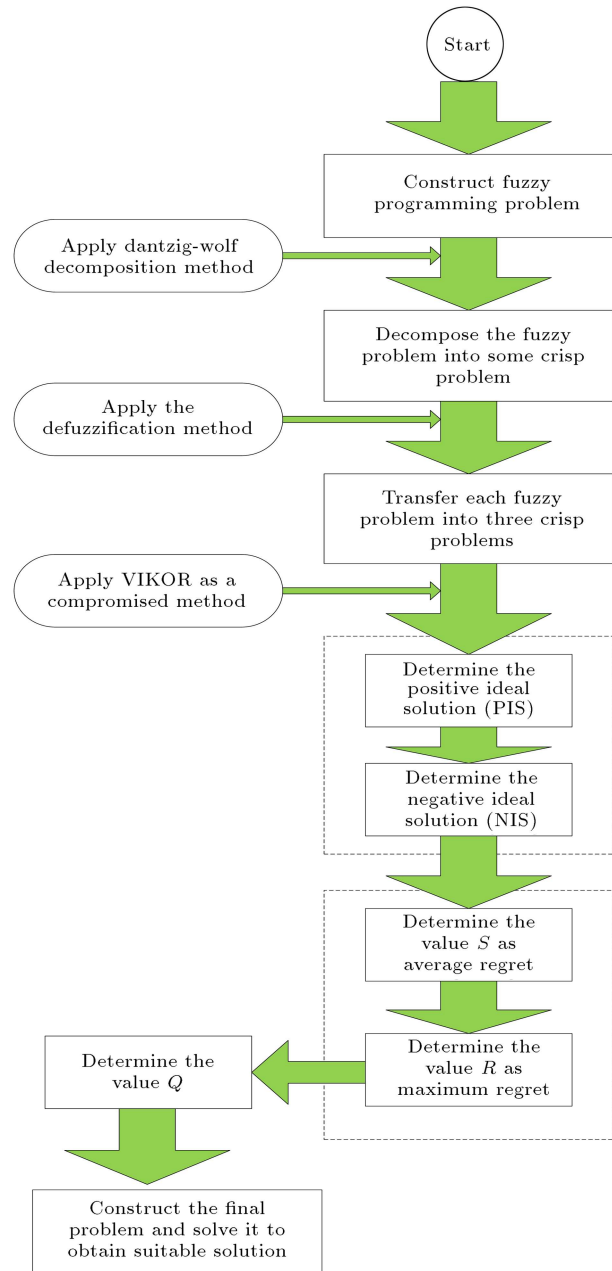 Start
Construct fuzzy
programming problem
Apply dantzig-wolf
decomposition method
Decompose the fuzzy
problem into some crisp
problem
Apply the
defuzzification method
Transfer each fuzzy
problem into three crisp
problems
Apply VIKOR as a
compromised method
Determine the
positive ideal
solution (PIS)
Determine the
negative ideal
solution (NIS)
Determine the
value S as
average regret
Determine the
value R as
maximum regret
Determine the
value Q
Construct the final
problem and solve it to
obtain suitable solution